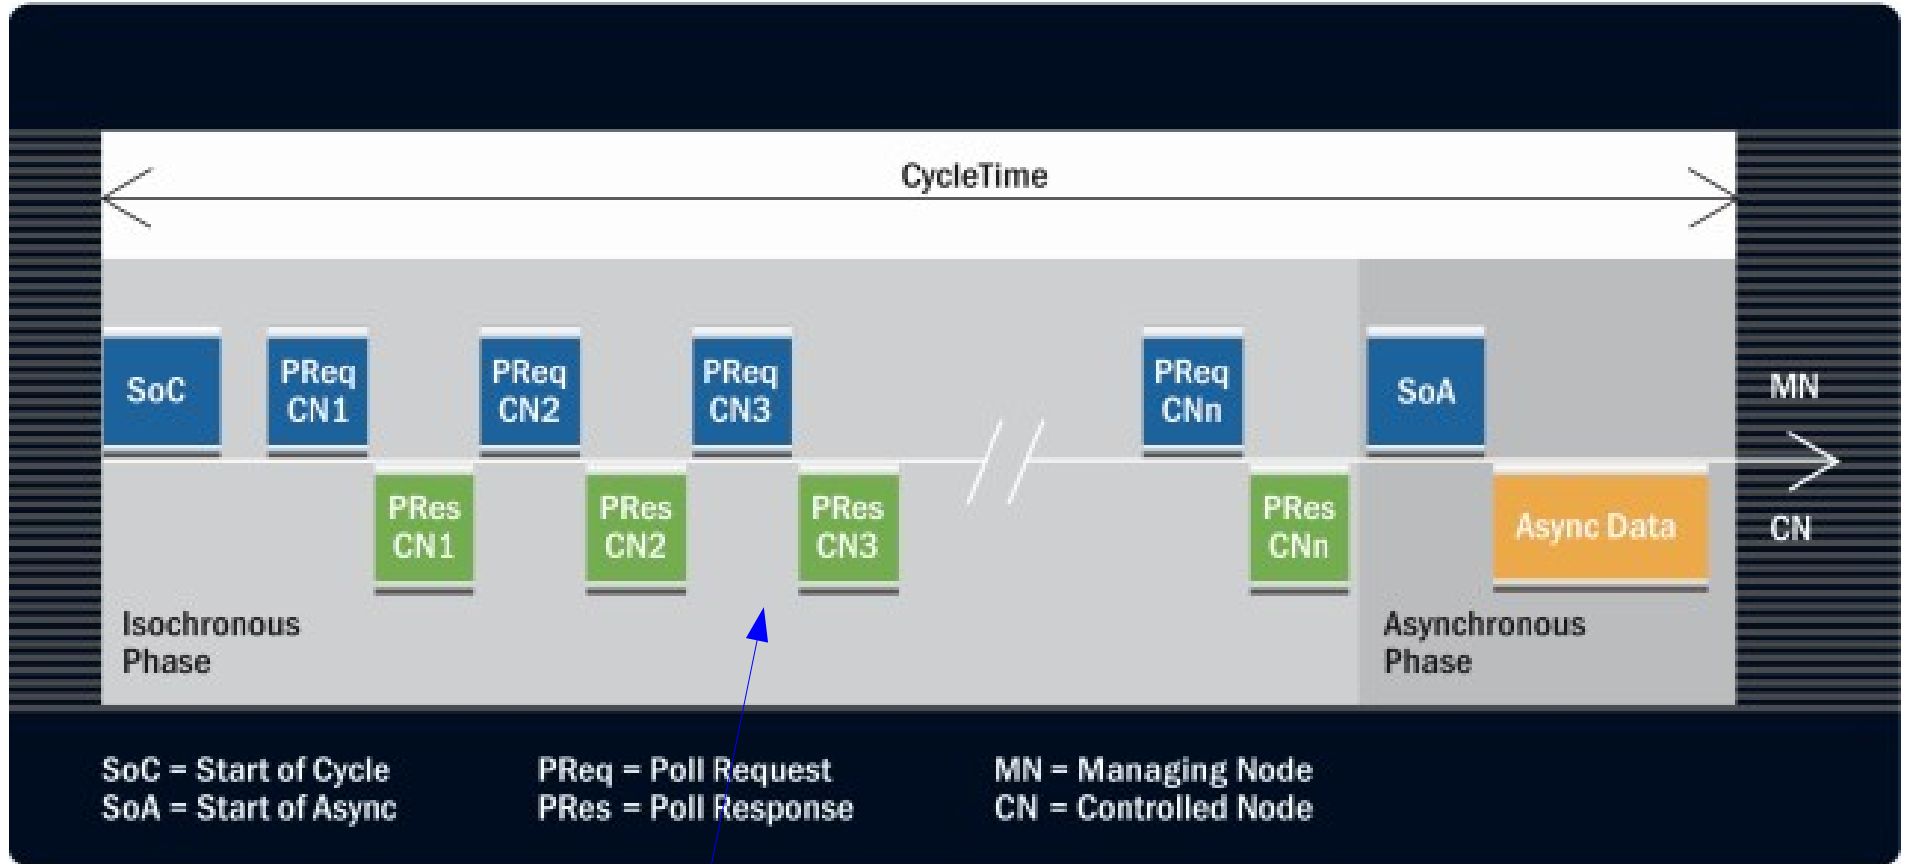 CycleTime
SoC
PReq
CN1
PReq
CN2
PReq
CN3
PReq
CNn
SoA
MN
PRes
CN1
PRes
CN2
PRes
CN3
PRes
CNn
Async Data
CN
Isochronous
Phase
Asynchronous
Phase
SoC = Start of Cycle
SoA = Start of Async
PReq = Poll Request
PRes = Poll Response
MN = Managing Node
CN = Controlled Node